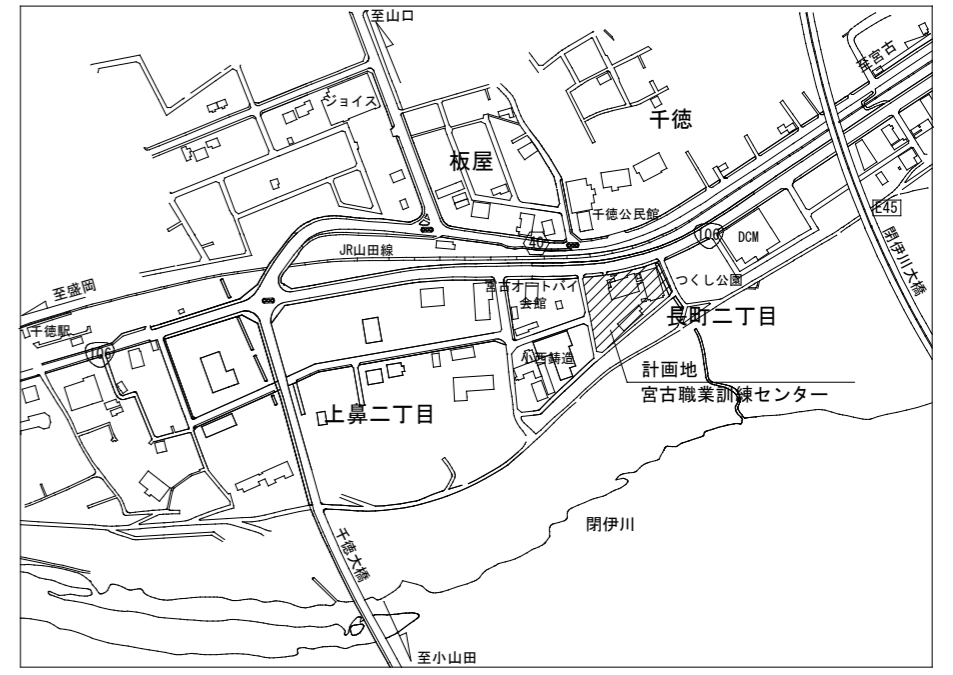 至山口
至宮古
ジョイス
千徳
板屋
千徳公民館
E45
106
DCM
40
閉伊川大橋
JR山田線
つくし公園
至盛岡
宮古オートバイ
会館
長町二丁目
千徳駅
106
小西鋳造
計画地
宮古職業訓練センター
上鼻二丁目
閉伊川
千徳大橋
至小山田